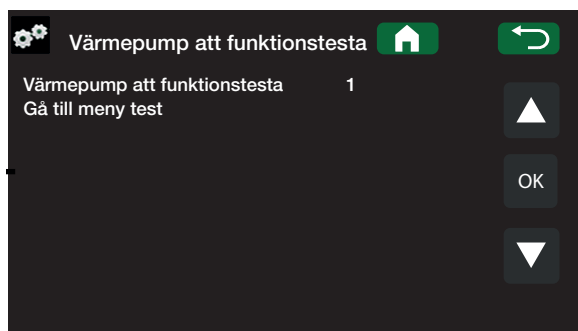 Värmepump att funktionstesta
Värmepump att funktionstesta 1
Gå till meny test
OK